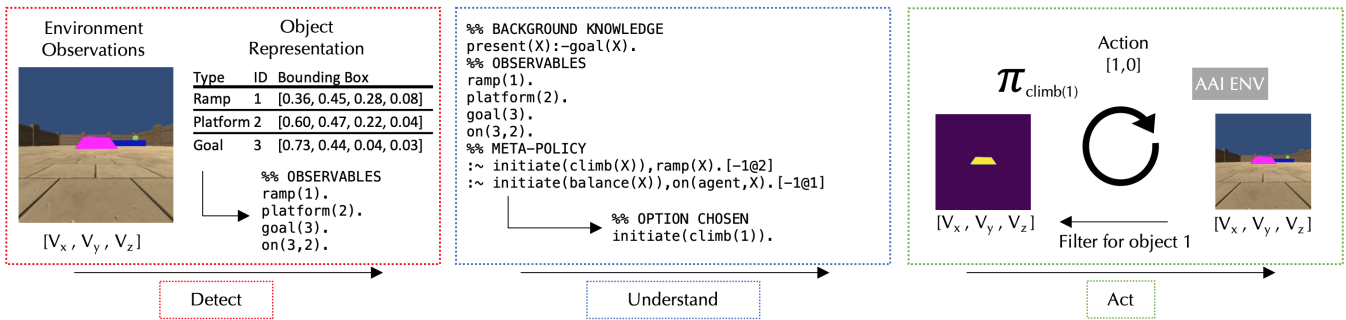 Environment
Observations
[Vx , Vy , Vz]
Object
Representation
Type ID Bounding Box
Ramp 1 [0.36, 0.45, 0.28, 0.08]
Platform 2 [0.60, 0.47, 0.22, 0.04]
Goal 3 [0.73, 0.44, 0.04, 0.03]
%% OBSERVABLES
ramp(1).
platform(2).
goal(3).
on(3,2).
Detect
%% BACKGROUND KNOWLEDGE
present(X):-goal(X).
%% OBSERVABLES
ramp(1).
platform(2).
goal(3).
on(3,2).
%% META-POLICY
:~ initiate(climb(X)),ramp(X).[-1@2]
:~ initiate(balance(X)),on(agent,X).[-1@1]
%% OPTION CHOSEN
initiate(climb(1)).
Understand
Action
[1,0]
π climb(1)
AAI ENV
[Vx , Vy , Vz]
[Vx , Vy , Vz]
Filter for object 1
Act